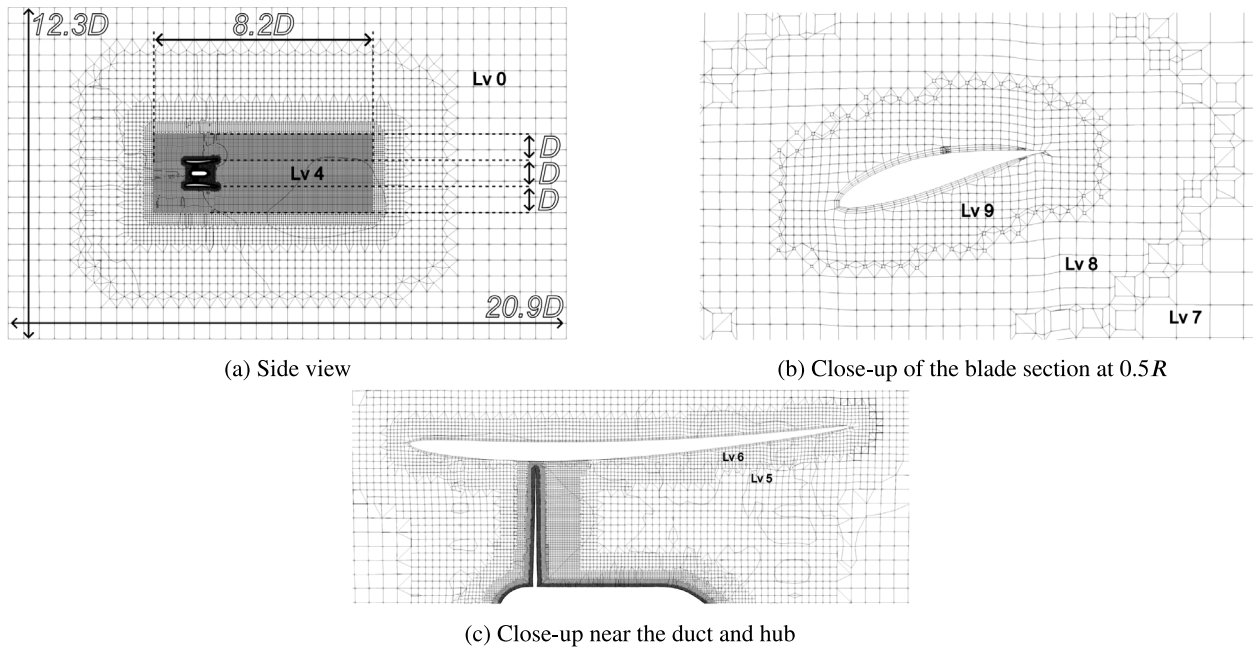 12.3D
8.2D
Lv 0
D
Lv 4
D
D
20.9D
(a) Side view
Lv 9
Lv 8
Lv 7
(b) Close-up of the blade section at 0.5R
Lv 6
Lv 5
(c) Close-up near the duct and hub